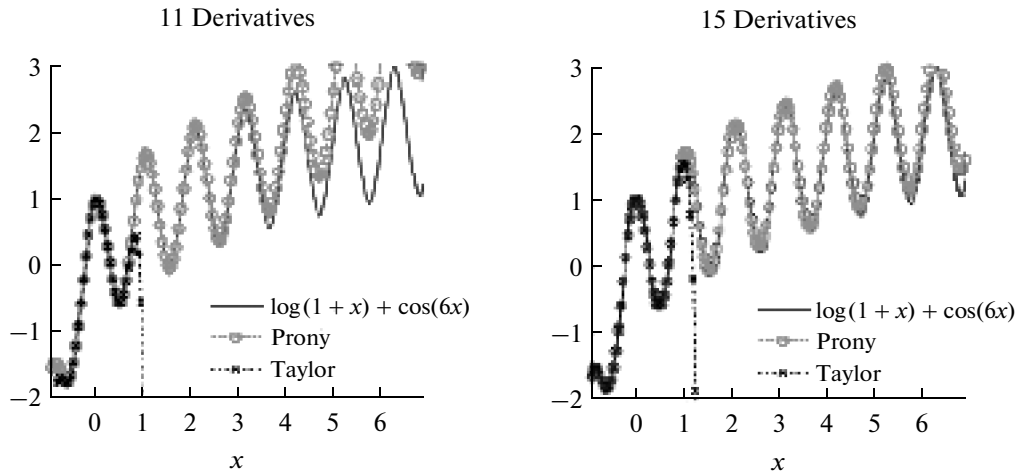 11 Derivatives
3
2
1
0
−1
−2
0 1 2 3 4 5 6
x
log(1 + x) + cos(6x)
Prony
Taylor
15 Derivatives
3
2
1
0
−1
−2
0 1 2 3 4 5 6
x
log(1 + x) + cos(6x)
Prony
Taylor